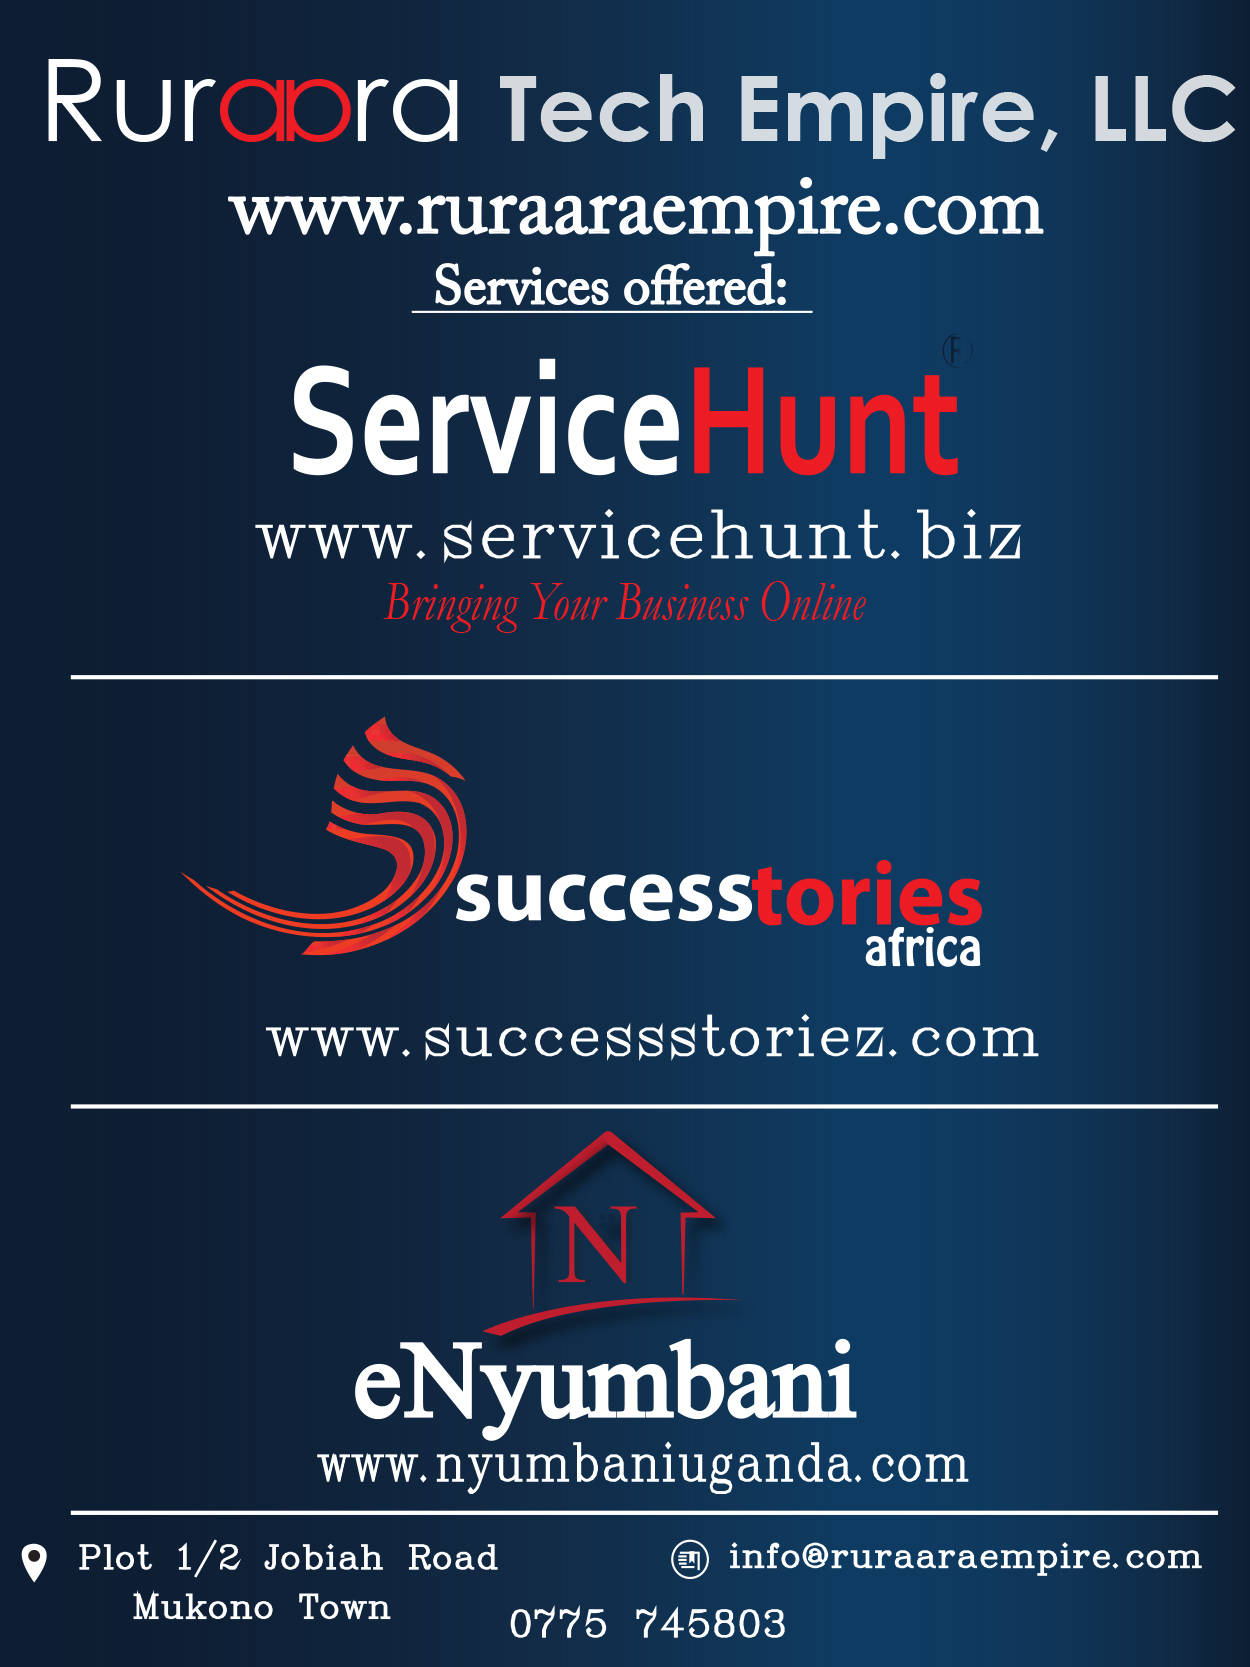 Ruraara Tech Empire, LLC
www.ruraaraempire.com
Services offered:
ServiceHunt®
www.servicehunt.biz
Bringing Your Business Online
successtories
africa
www.successstoriez.com
N
eNyumbani
www.nyumbaniuganda.com
Plot 1/2 Jobiah Road
Mukono Town
info@ruraaraempire.com
0775 745803